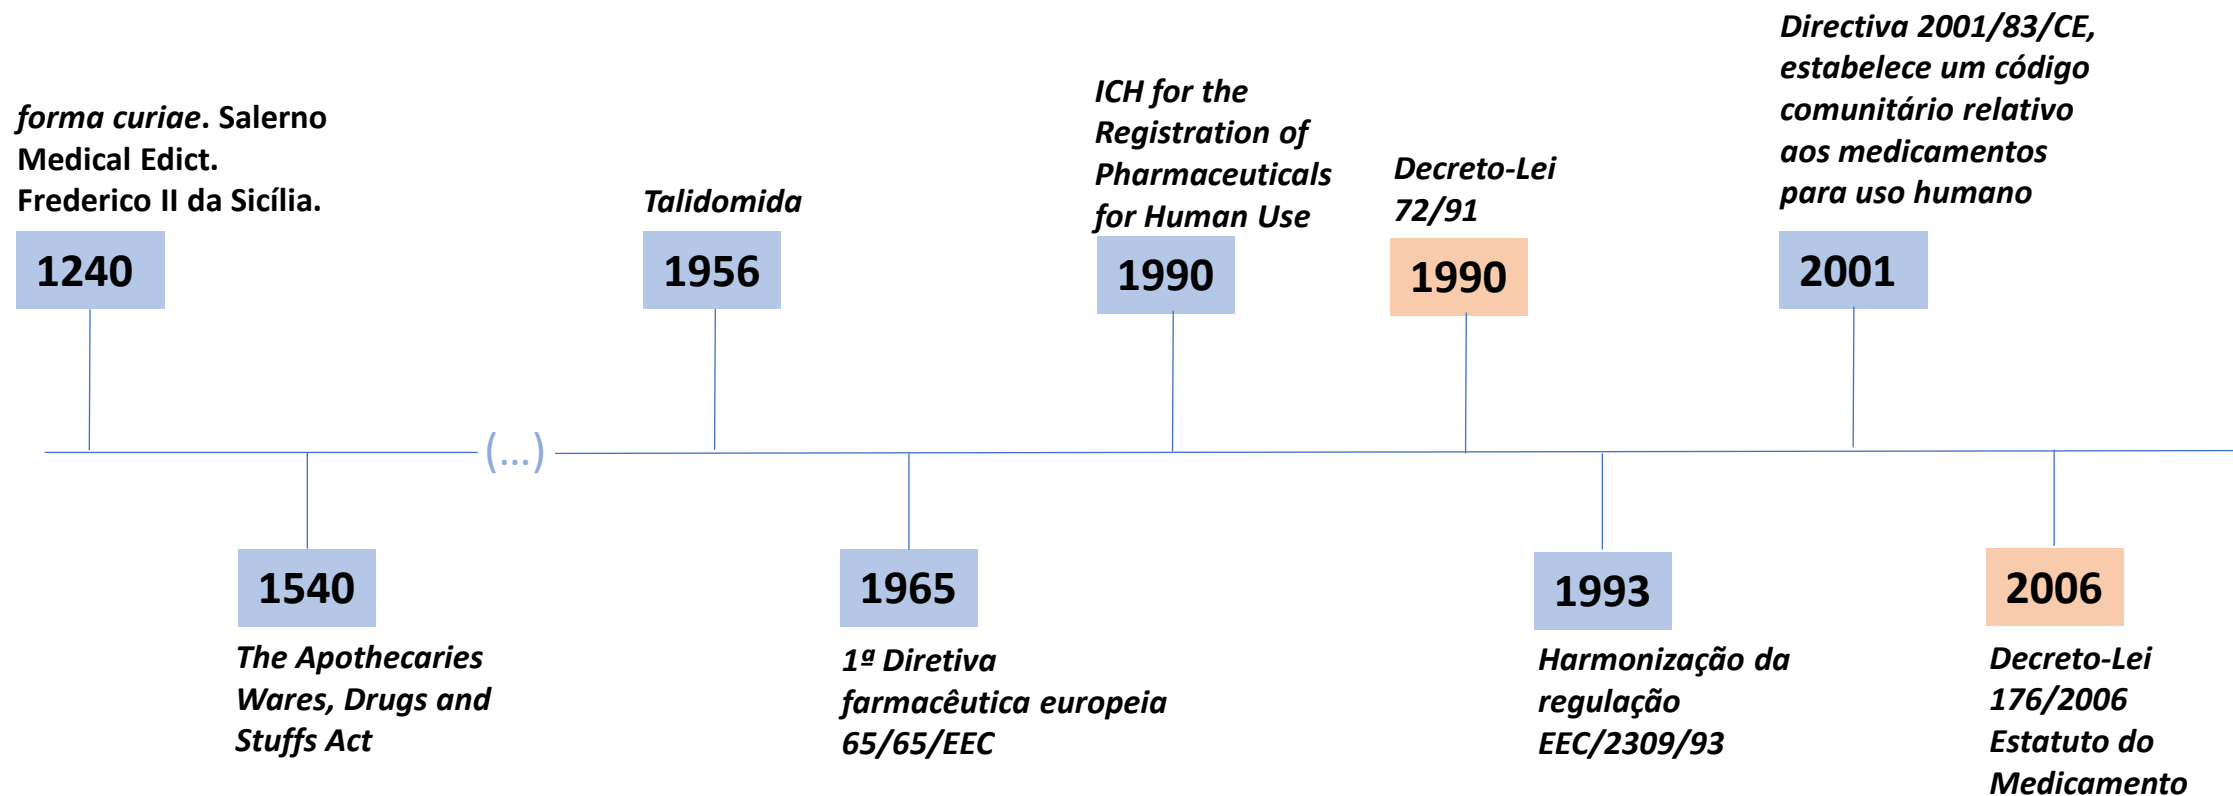 forma curiae. Salerno
Medical Edict.
Frederico II da Sicília.
1240
The Apothecaries
Wares, Drugs and
Stuffs Act
1540
(...)
Talidomida
1956
1965
1ª Diretiva
farmacêutica europeia
65/65/EEC
ICH for the
Registration of
Pharmaceuticals
for Human Use
1990
Decreto-Lei
72/91
1990
1993
Harmonização da
regulação
EEC/2309/93
Directiva 2001/83/CE,
estabelece um código
comunitário relativo
aos medicamentos
para uso humano
2001
2006
Decreto-Lei
176/2006
Estatuto do
Medicamento